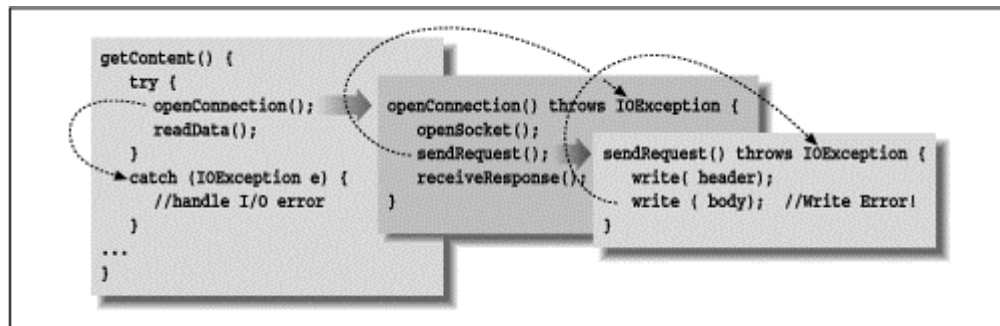 getContent() {
try {
openConnection();
readData();
}
catch (IOException e) {
//handle I/O error
}
...
}
openConnection() throws IOException {
openSocket();
sendRequest();
receiveResponse();
}
sendRequest() throws IOException {
write( header);
write ( body);  //Write Error!
}